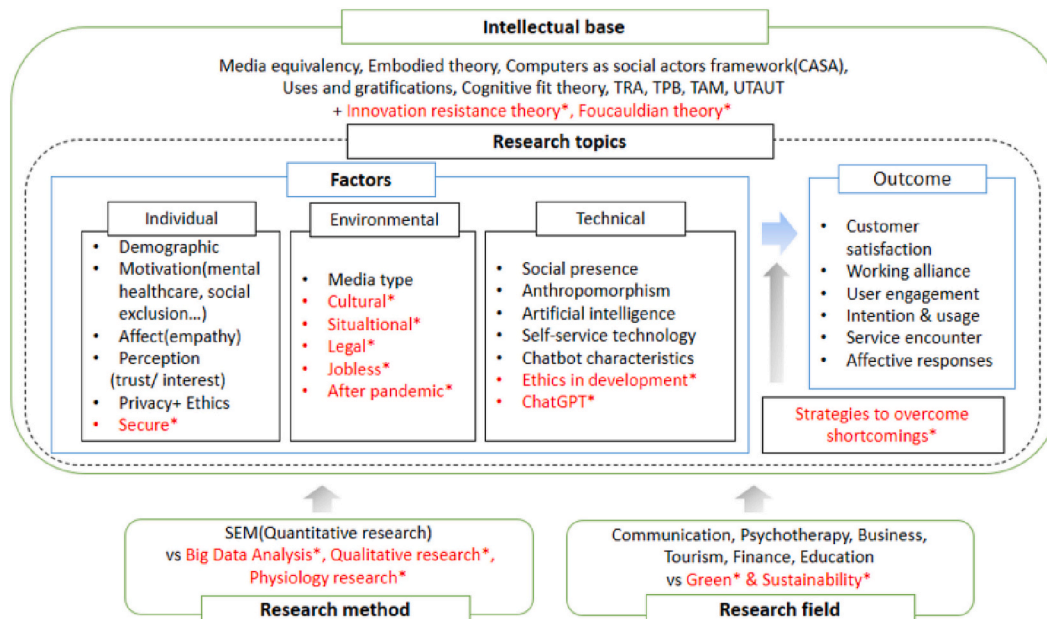 Intellectual base
Media equivalency, Embodied theory, Computers as social actors framework(CASA),
Uses and gratifications, Cognitive fit theory, TRA, TPB, TAM, UTAUT
+ Innovation resistance theory*, Foucauldian theory*
Research topics
Factors
Individual
• Demographic
• Motivation(mental
healthcare, social
exclusion...)
• Affect(empathy)
• Perception
(trust/ interest)
• Privacy+ Ethics
• Secure*
Environmental
• Media type
• Cultural*
• Situaltional*
• Legal*
• Jobless*
• After pandemic*
Technical
• Social presence
• Anthropomorphism
• Artificial intelligence
• Self-service technology
• Chatbot characteristics
• Ethics in development*
• ChatGPT*
Outcome
• Customer
satisfaction
• Working alliance
• User engagement
• Intention & usage
• Service encounter
• Affective responses
Strategies to overcome
shortcomings*
SEM(Quantitative research)
vs Big Data Analysis*, Qualitative research*,
Physiology research*
Research method
Communication, Psychotherapy, Business,
Tourism, Finance, Education
vs Green* & Sustainability*
Research field